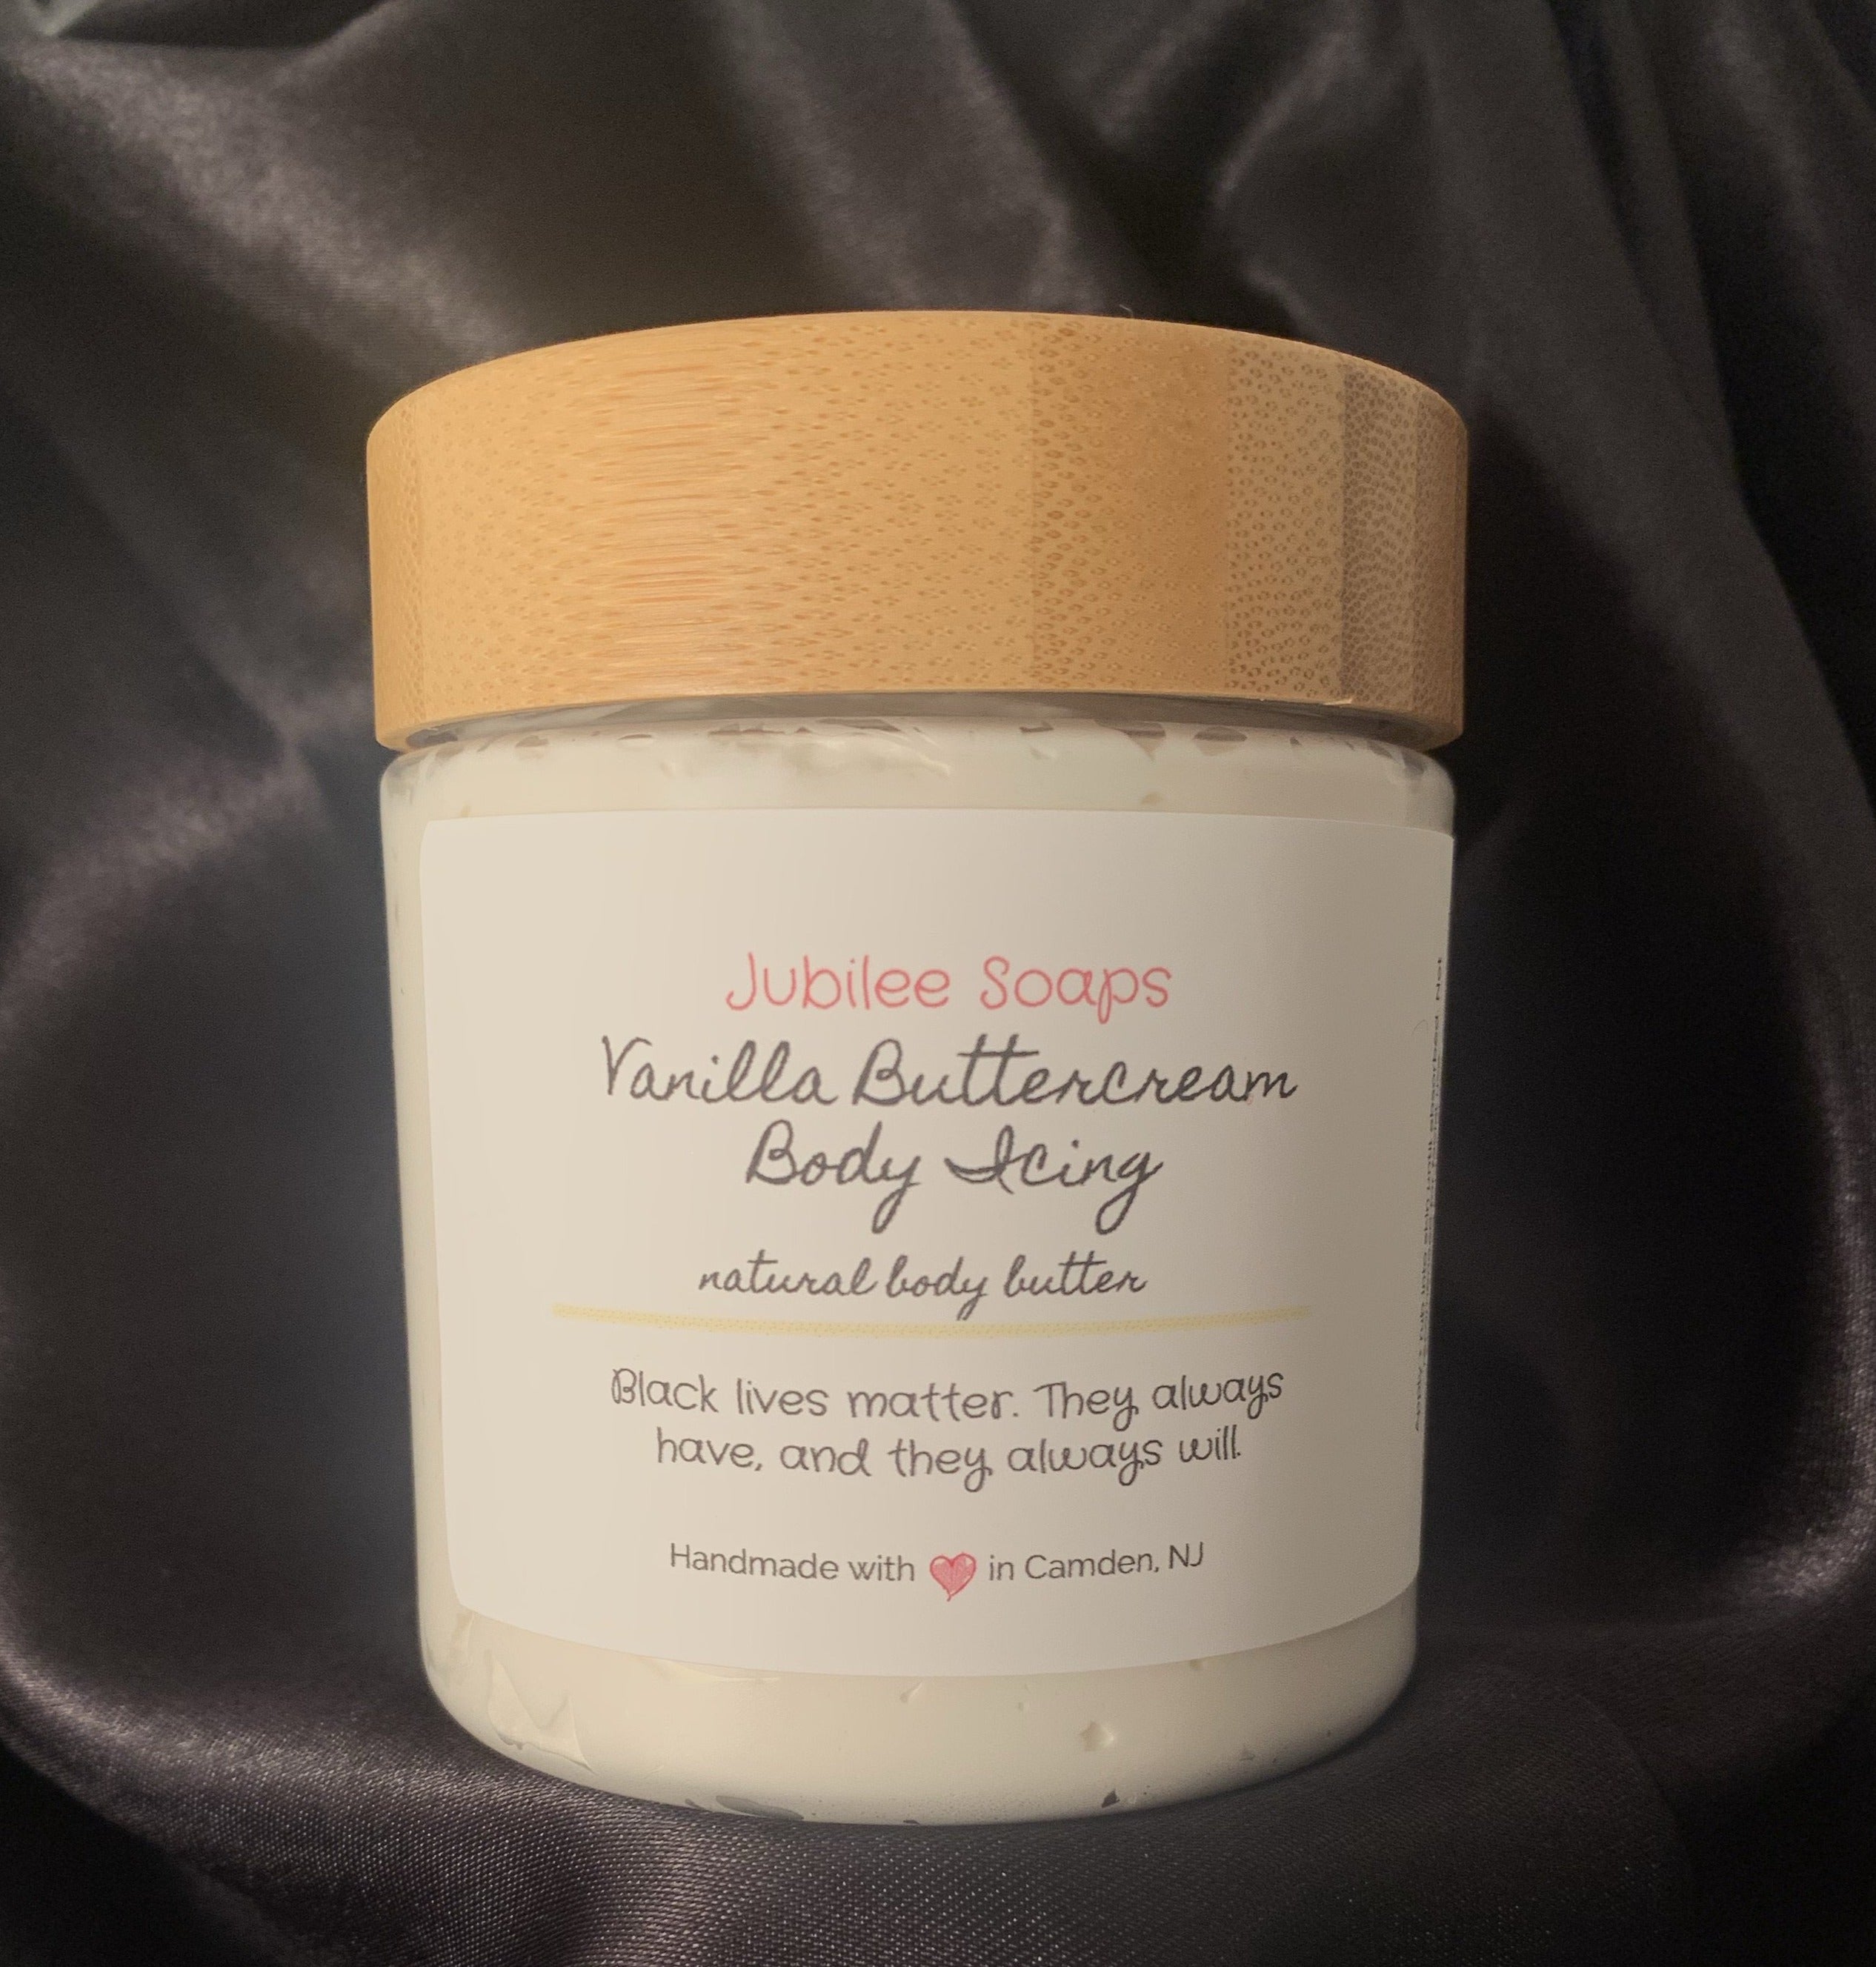 Jubilee Soaps
Vanilla Buttercream
Body Icing
natural body butter
Black lives matter. They always
have, and they always will.
Handmade with ❤ in Camden, NJ